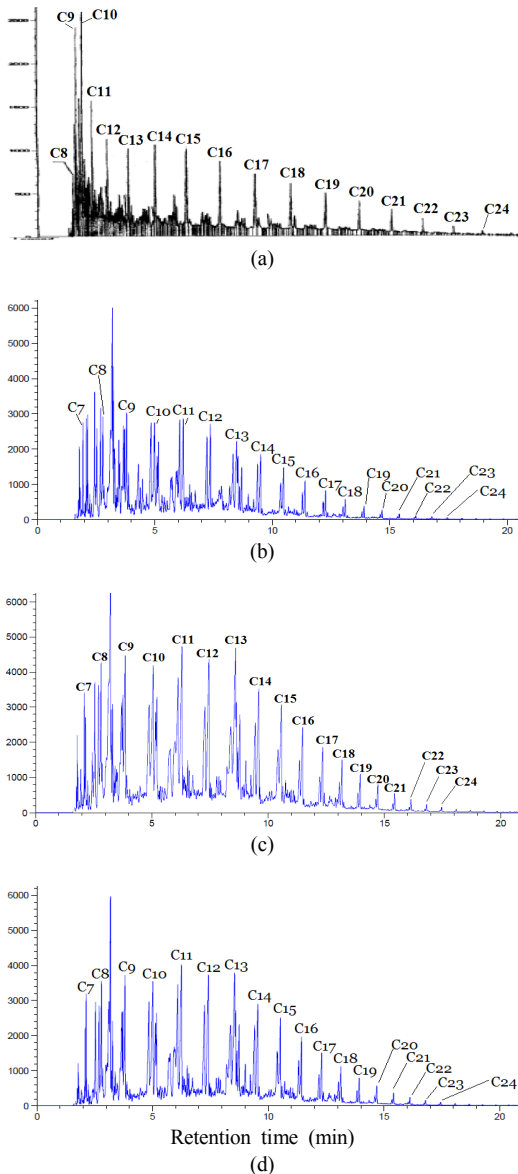 C9
C10
C11
C12
C13
C14
C15
C8
C16
C17
C18
C19
C20
C21
C22
C23
C24
(a)
6000
5000
4000
3000
2000
1000
0
C7
C8
C9
C10
C11
C12
C13
C14
C15
C16
C17
C18
C19
C20
C21
C22
C23
C24
0 5 10 15 20
(b)
6000
5000
4000
3000
2000
1000
0
C7
C8
C9
C10
C11
C12
C13
C14
C15
C16
C17
C18
C19
C20
C21
C22
C23
C24
0 5 10 15 20
(c)
6000
5000
4000
3000
2000
1000
0
C7
C8
C9
C10
C11
C12
C13
C14
C15
C16
C17
C18
C19
C20
C21
C22
C23
C24
0 5 10 15 20
Retention time (min)
(d)